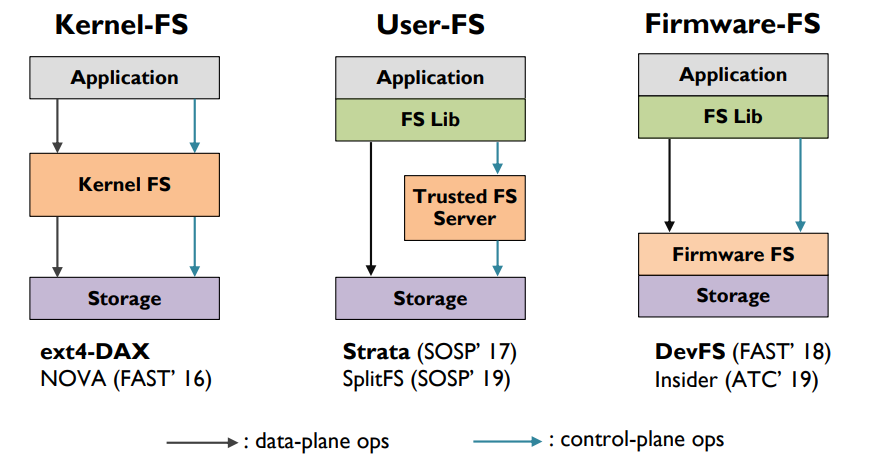 Kernel-FS
Application
Kernel FS
Storage
ext4-DAX
NOVA (FAST’ 16)
User-FS
Application
FS Lib
Trusted FS
Server
Storage
Strata (SOSP’ 17)
SplitFS (SOSP’ 19)
Firmware-FS
Application
FS Lib
Firmware FS
Storage
DevFS (FAST’ 18)
Insider (ATC’ 19)
: data-plane ops
: control-plane ops